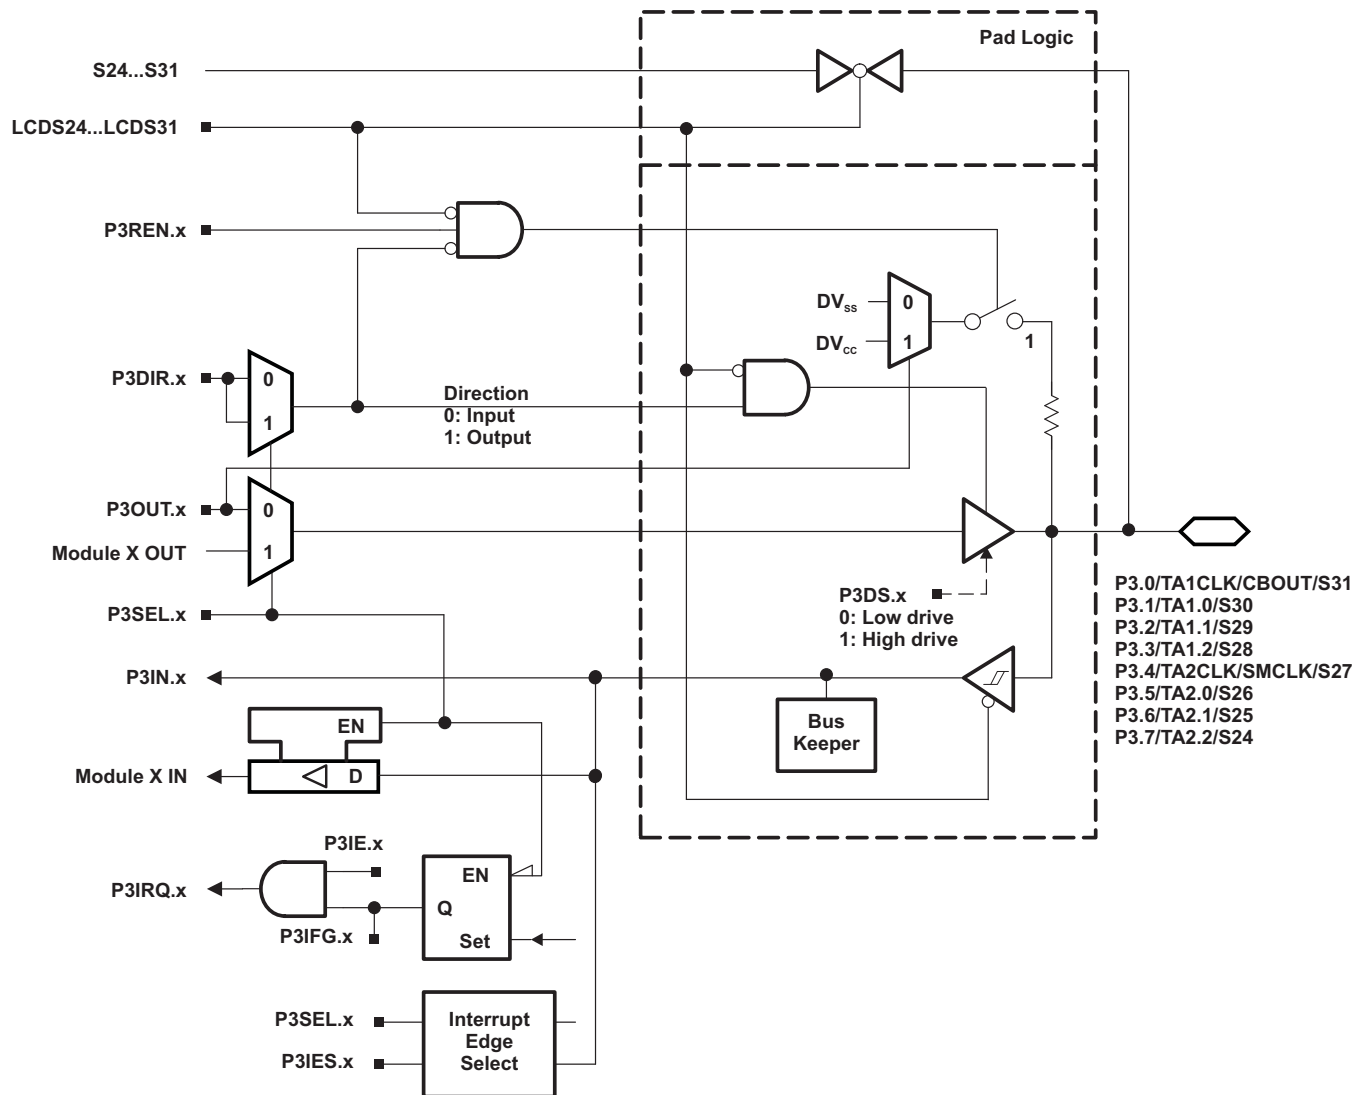 Pad Logic
S24...S31
LCDS24...LCDS31
P3REN.x
DVSS
0
DVCC
1
1
P3DIR.x
0
1
Direction
0: Input
1: Output
P3OUT.x
0
Module X OUT
1
P3SEL.x
P3DS.x
0: Low drive
1: High drive
P3.0/TA1CLK/CBOUT/S31
P3.1/TA1.0/S30
P3.2/TA1.1/S29
P3.3/TA1.2/S28
P3.4/TA2CLK/SMCLK/S27
P3.5/TA2.0/S26
P3.6/TA2.1/S25
P3.7/TA2.2/S24
P3IN.x
Bus
Keeper
EN
Module X IN
D
P3IE.x
P3IRQ.x
EN
Q
P3IFG.x
Set
P3SEL.x
P3IES.x
Interrupt
Edge
Select